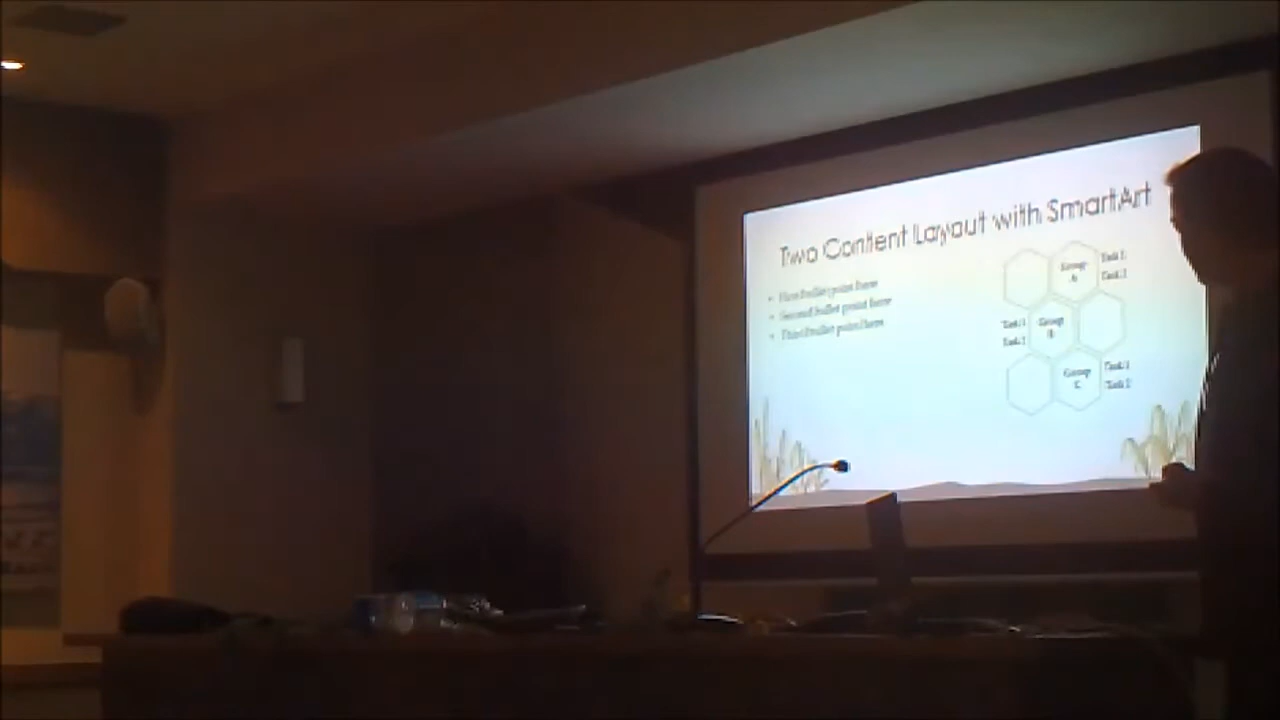 Two Content Layout with SmartArt
• First bullet point here
• Second bullet point here
• Third bullet point here
Group A
Task 1
Task 2
Task 1
Task 2
Group B
Group C
Task 1
Task 2